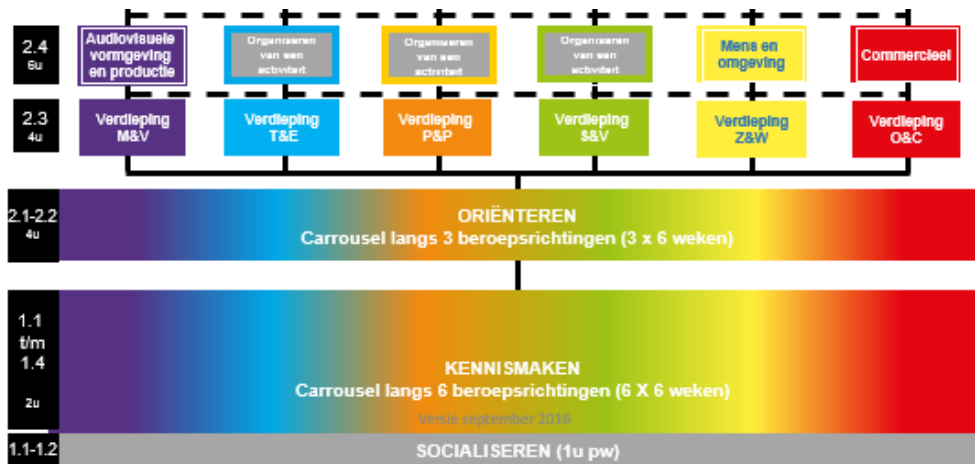 2.4
6u
Audiovisuele
vormgeving
en productie
Organiseren
van een
activiteit
Organiseren
van een
activiteit
Organiseren
van een
activiteit
Mens en
omgeving
Commercieel
2.3
4u
Verdieping
M&V
Verdieping
T&E
Verdieping
P&P
Verdieping
S&V
Verdieping
Z&W
Verdieping
O&C
2.1-2.2
4u
ORIËNTEREN
Carrousel langs 3 beroepsrichtingen (3 x 6 weken)
1.1
t/m
1.4
2u
KENNISMAKEN
Carrousel langs 6 beroepsrichtingen (6 X 6 weken)
Versie september 2016
1.1-1.2
SOCIALISEREN (1u pw)